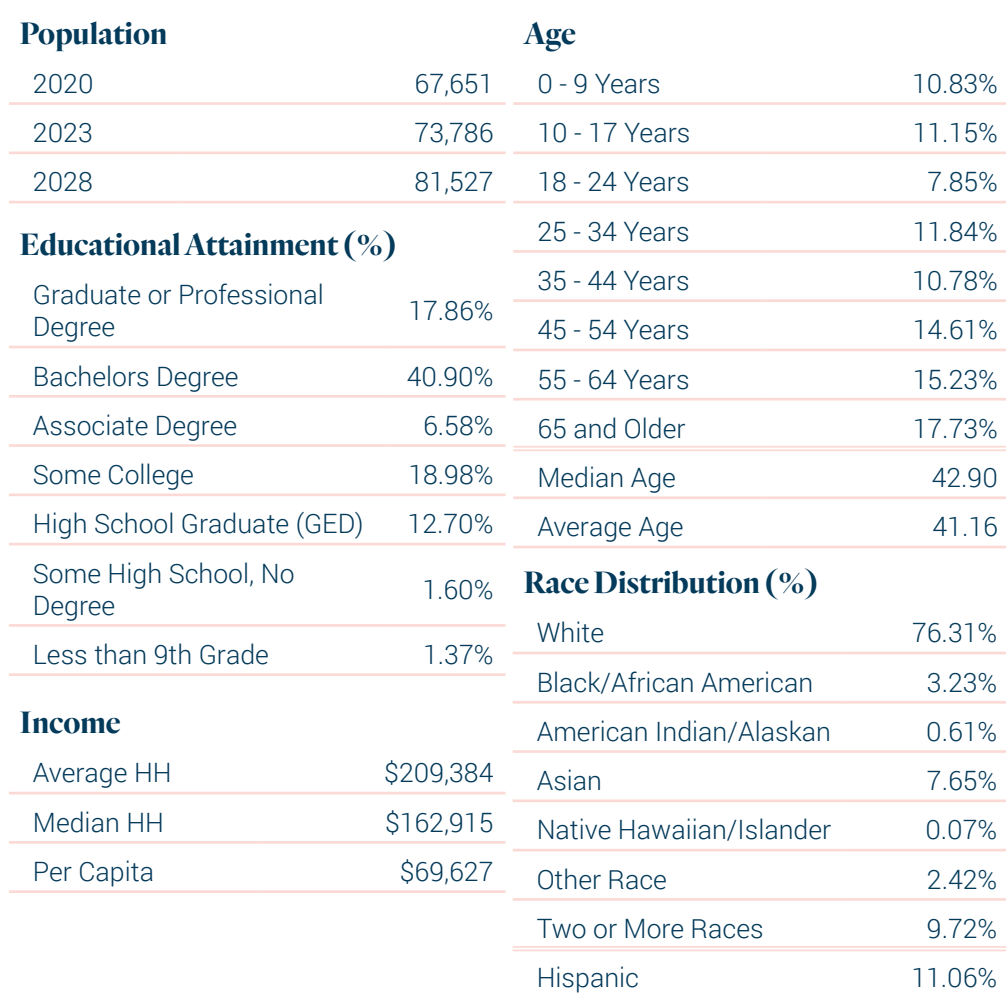 Population
2020 67,651
2023 73,786
2028 81,527
Educational Attainment (%)
Graduate or Professional
Degree 17.86%
Bachelors Degree 40.90%
Associate Degree 6.58%
Some College 18.98%
High School Graduate (GED) 12.70%
Some High School, No
Degree 1.60%
Less than 9th Grade 1.37%
Income
Average HH $209,384
Median HH $162,915
Per Capita $69,627
Age
0 - 9 Years 10.83%
10 - 17 Years 11.15%
18 - 24 Years 7.85%
25 - 34 Years 11.84%
35 - 44 Years 10.78%
45 - 54 Years 14.61%
55 - 64 Years 15.23%
65 and Older 17.73%
Median Age 42.90
Average Age 41.16
Race Distribution (%)
White 76.31%
Black/African American 3.23%
American Indian/Alaskan 0.61%
Asian 7.65%
Native Hawaiian/Islander 0.07%
Other Race 2.42%
Two or More Races 9.72%
Hispanic 11.06%